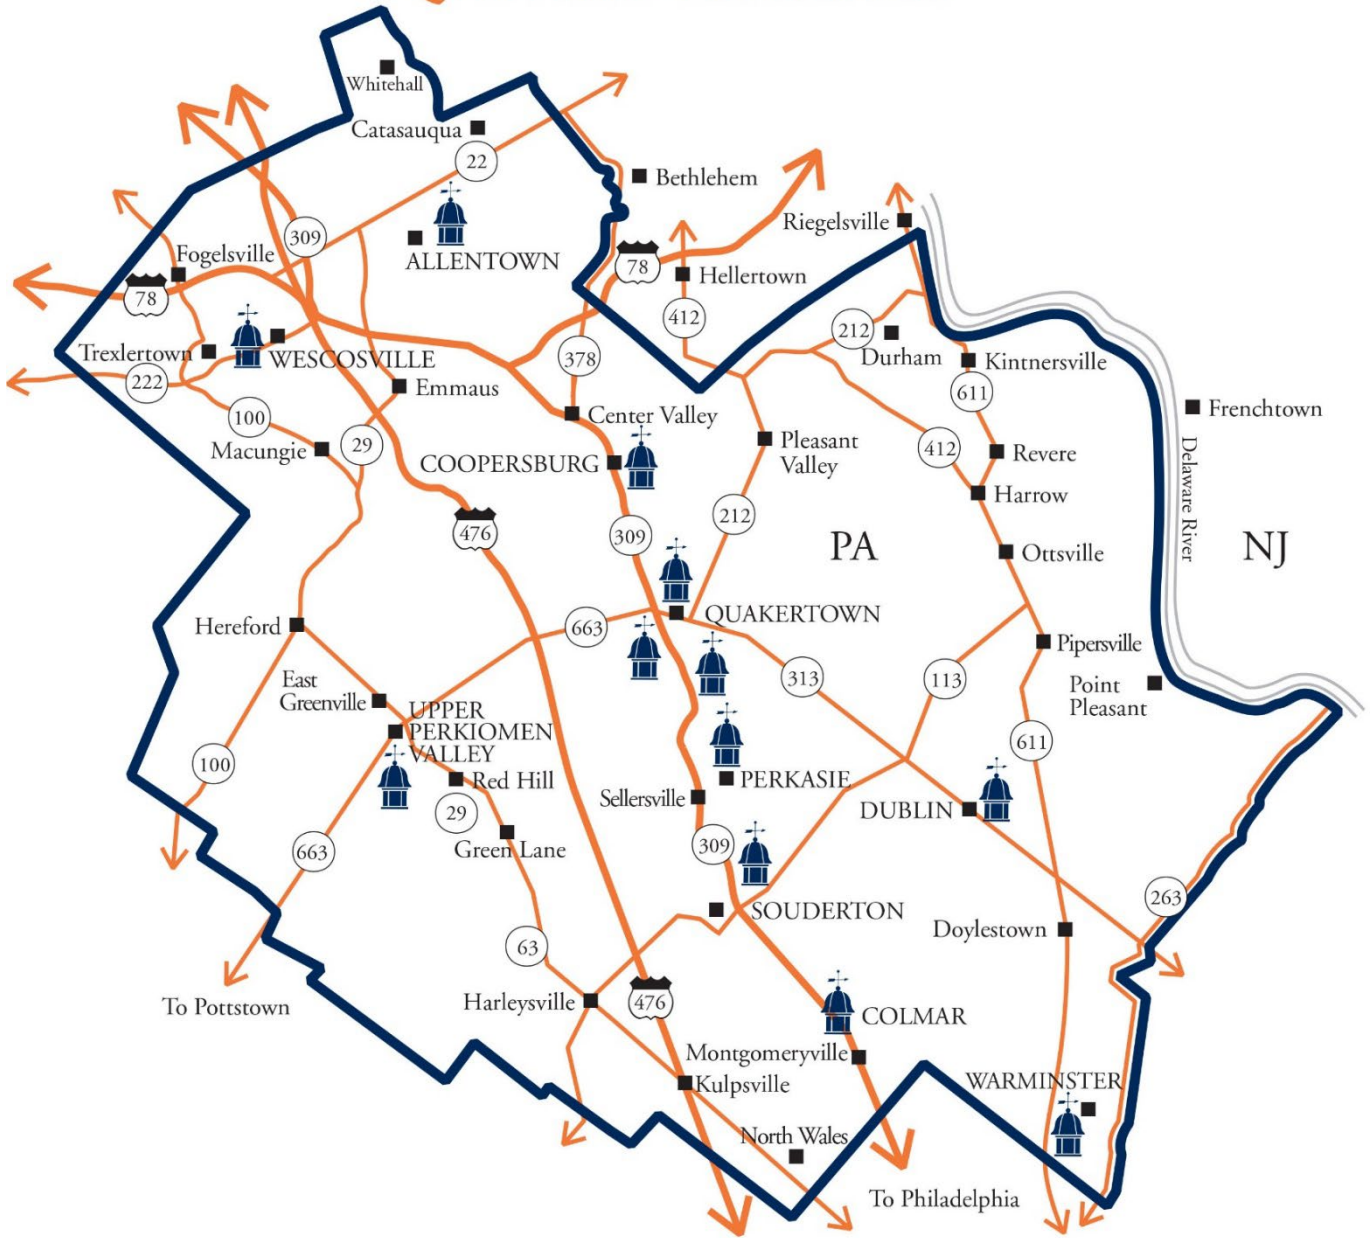 Whitehall
Catasauqua
22
Bethlehem
Riegelsville
309
Fogelsville
ALLENTOWN
78
Hellertown
78
412
212
Durham
Kintnersville
Trexlertown
WESCOSVILLE
378
222
Emmaus
611
100
Center Valley
Frenchtown
29
Macungie
Pleasant
Valley
412
Revere
COOPERSBURG
Harrow
Delaware River
212
476
309
PA
Ottsville
NJ
Hereford
663
QUAKERTOWN
Pipersville
313
113
East
Greenville
Point
Pleasant
UPPER
PERKIOMEN
VALLEY
611
100
Red Hill
PERKASIE
Sellersville
DUBLIN
29
Green Lane
309
663
263
SOUDERTON
Doylestown
63
Harleysville
476
To Pottstown
COLMAR
Montgomeryville
Kulpsville
WARMINSTER
North Wales
To Philadelphia